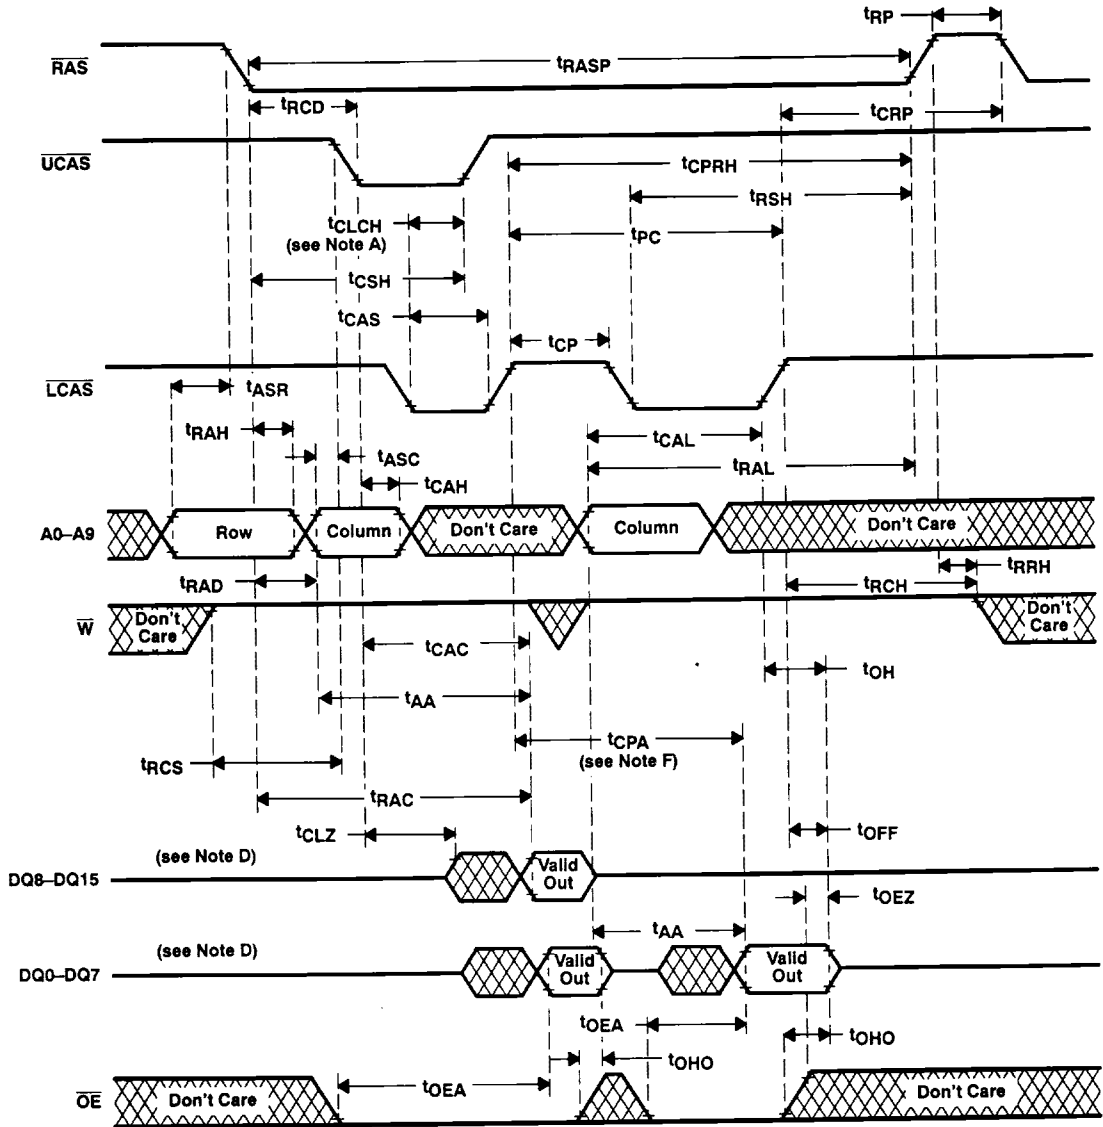 tRP
RAS
tRASP
tRCD
tCRP
UCAS
tCPRH
tRSH
tCLCH
(see Note A)
tPC
tCSH
tCAS
tCP
LCAS
tASR
tRAH
tCAL
tASC
tRAL
tCAH
A0–A9
Row
Column
Don't Care
Column
Don't Care
tRRH
tRAD
tRCH
W
Don't
Care
Don't
Care
tCAC
tOH
tAA
tCPA
(see Note F)
tRCS
tRAC
tCLZ
tOFF
(see Note D)
DQ8–DQ15
Valid
Out
tOEZ
tAA
(see Note D)
DQ0–DQ7
Valid
Out
Valid
Out
tOEA
tOHO
tOHO
tOEA
OE
Don't Care
Don't Care